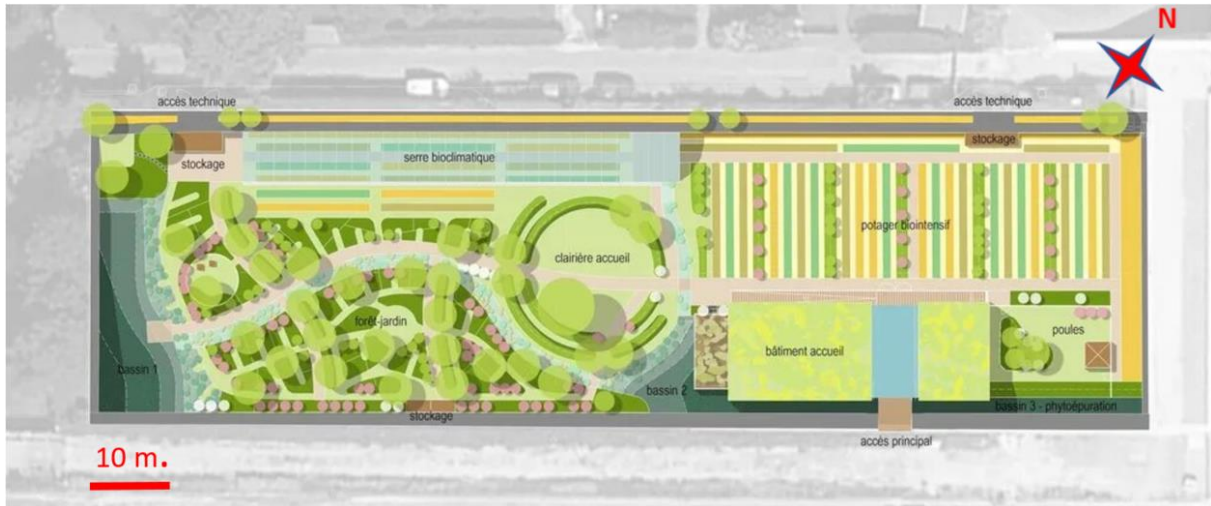 N
accès technique
accès technique
stockage
stockage
serre bioclimatique
potager biointensif
clairière accueil
forêt-jardin
poules
bâtiment accueil
bassin 1
bassin 2
bassin 3 - phytoépuration
stockage
accès principal
10 m.